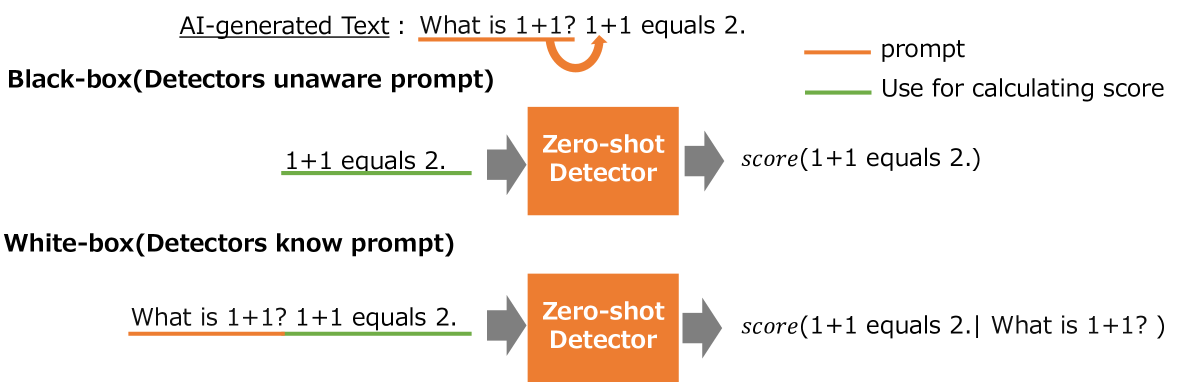 AI-generated Text : What is 1+1? 1+1 equals 2.
prompt
Black-box(Detectors unaware prompt)
Use for calculating score
1+1 equals 2.
Zero-shot
Detector
score(1+1 equals 2.)
White-box(Detectors know prompt)
What is 1+1? 1+1 equals 2.
Zero-shot
Detector
score(1+1 equals 2.| What is 1+1? )